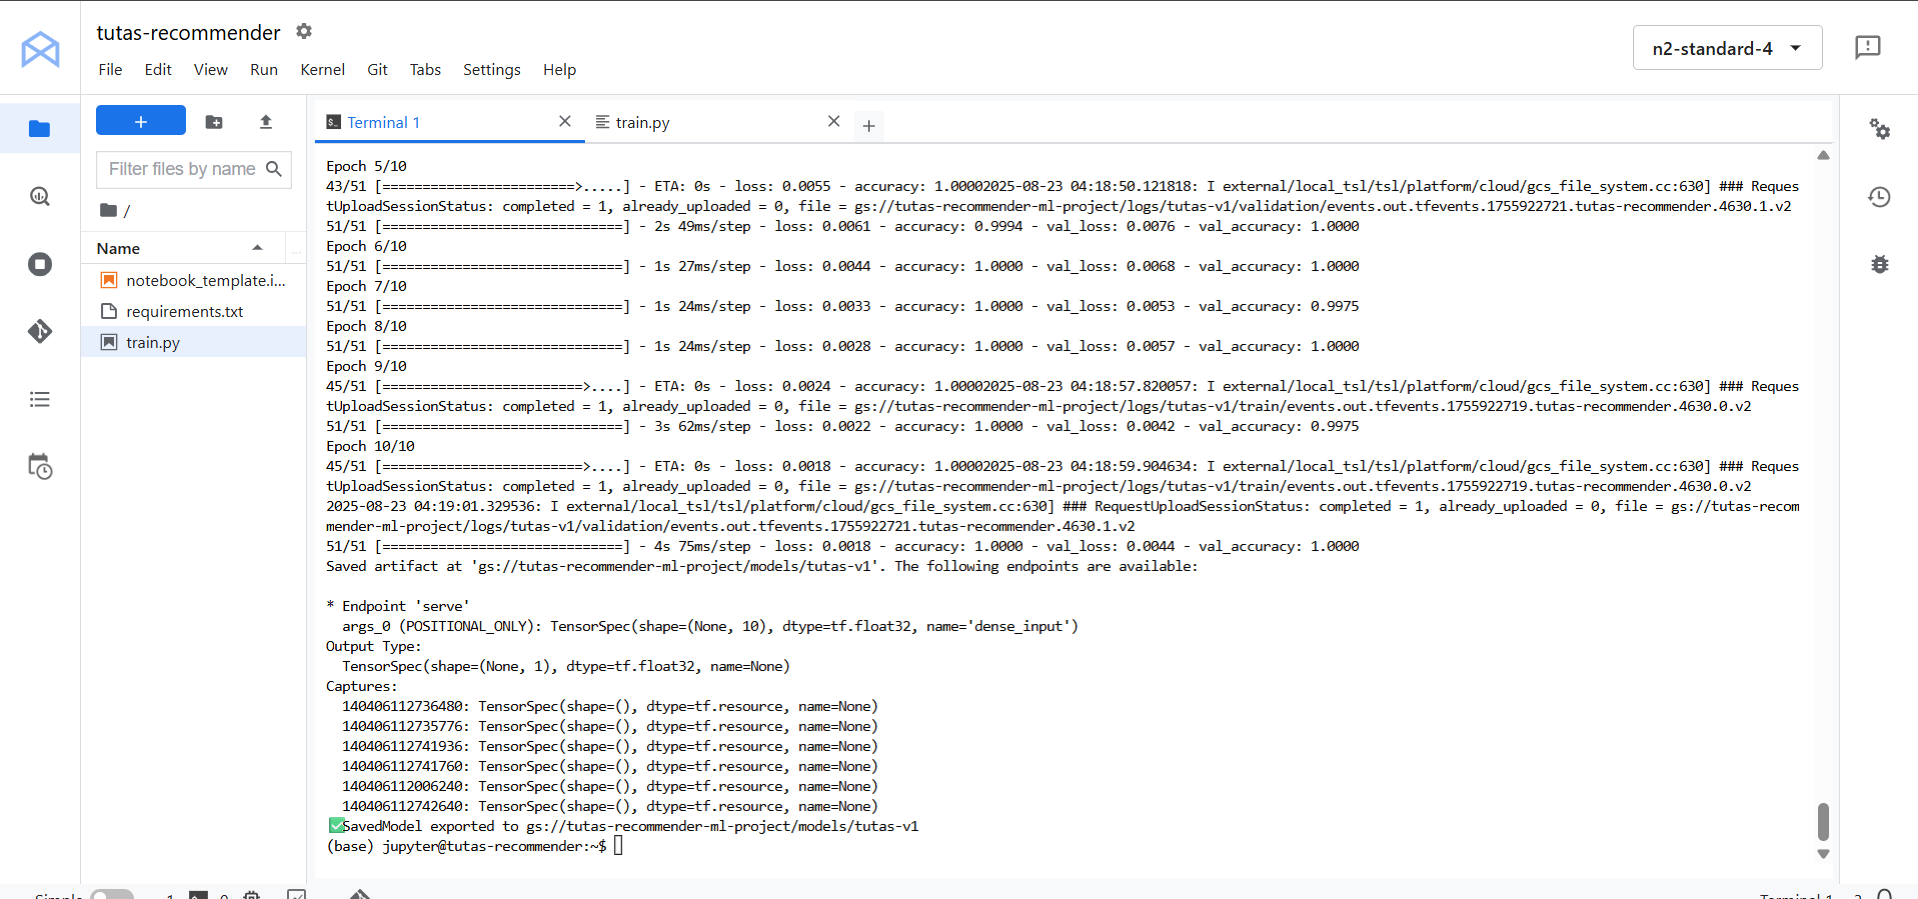 tutas-recommender
File Edit View Run Kernel Git Tabs Settings Help
n2-standard-4
+
Filter files by name
/
Name
notebook_template.i...
requirements.txt
train.py
Terminal 1
train.py
+
Epoch 5/10
43/51 [========================>.....] - ETA: 0s - loss: 0.0055 - accuracy: 1.00002025-08-23 04:18:50.121818: I external/local_tsl/tsl/platform/cloud/gcs_file_system.cc:630] ### Reques
tUploadSessionStatus: completed = 1, already_uploaded = 0, file = gs://tutas-recommender-ml-project/logs/tutas-v1/validation/events.out.tfevents.1755922721.tutas-recommender.4630.1.v2
51/51 [==============================] - 2s 49ms/step - loss: 0.0061 - accuracy: 0.9994 - val_loss: 0.0076 - val_accuracy: 1.0000
Epoch 6/10
51/51 [==============================] - 1s 27ms/step - loss: 0.0044 - accuracy: 1.0000 - val_loss: 0.0068 - val_accuracy: 1.0000
Epoch 7/10
51/51 [==============================] - 1s 24ms/step - loss: 0.0033 - accuracy: 1.0000 - val_loss: 0.0053 - val_accuracy: 0.9975
Epoch 8/10
51/51 [==============================] - 1s 24ms/step - loss: 0.0028 - accuracy: 1.0000 - val_loss: 0.0057 - val_accuracy: 1.0000
Epoch 9/10
45/51 [=========================>....] - ETA: 0s - loss: 0.0024 - accuracy: 1.00002025-08-23 04:18:57.820057: I external/local_tsl/tsl/platform/cloud/gcs_file_system.cc:630] ### Reques
tUploadSessionStatus: completed = 1, already_uploaded = 0, file = gs://tutas-recommender-ml-project/logs/tutas-v1/train/events.out.tfevents.1755922719.tutas-recommender.4630.0.v2
51/51 [==============================] - 3s 62ms/step - loss: 0.0022 - accuracy: 1.0000 - val_loss: 0.0042 - val_accuracy: 0.9975
Epoch 10/10
45/51 [=========================>....] - ETA: 0s - loss: 0.0018 - accuracy: 1.00002025-08-23 04:18:59.904634: I external/local_tsl/tsl/platform/cloud/gcs_file_system.cc:630] ### Reques
tUploadSessionStatus: completed = 1, already_uploaded = 0, file = gs://tutas-recommender-ml-project/logs/tutas-v1/train/events.out.tfevents.1755922719.tutas-recommender.4630.0.v2
2025-08-23 04:19:01.329536: I external/local_tsl/tsl/platform/cloud/gcs_file_system.cc:630] ### RequestUploadSessionStatus: completed = 1, already_uploaded = 0, file = gs://tutas-recom
mender-ml-project/logs/tutas-v1/validation/events.out.tfevents.1755922721.tutas-recommender.4630.1.v2
51/51 [==============================] - 4s 75ms/step - loss: 0.0018 - accuracy: 1.0000 - val_loss: 0.0044 - val_accuracy: 1.0000
Saved artifact at 'gs://tutas-recommender-ml-project/models/tutas-v1'. The following endpoints are available:
* Endpoint 'serve'
args_0 (POSITIONAL_ONLY): TensorSpec(shape=(None, 10), dtype=tf.float32, name='dense_input')
Output Type:
TensorSpec(shape=(None, 1), dtype=tf.float32, name=None)
Captures:
140406112736480: TensorSpec(shape=(), dtype=tf.resource, name=None)
140406112735776: TensorSpec(shape=(), dtype=tf.resource, name=None)
140406112741936: TensorSpec(shape=(), dtype=tf.resource, name=None)
140406112741760: TensorSpec(shape=(), dtype=tf.resource, name=None)
140406112006240: TensorSpec(shape=(), dtype=tf.resource, name=None)
140406112742640: TensorSpec(shape=(), dtype=tf.resource, name=None)
✅SavedModel exported to gs://tutas-recommender-ml-project/models/tutas-v1
(base) jupyter@tutas-recommender:~$
Simple 1 0
Terminal 1